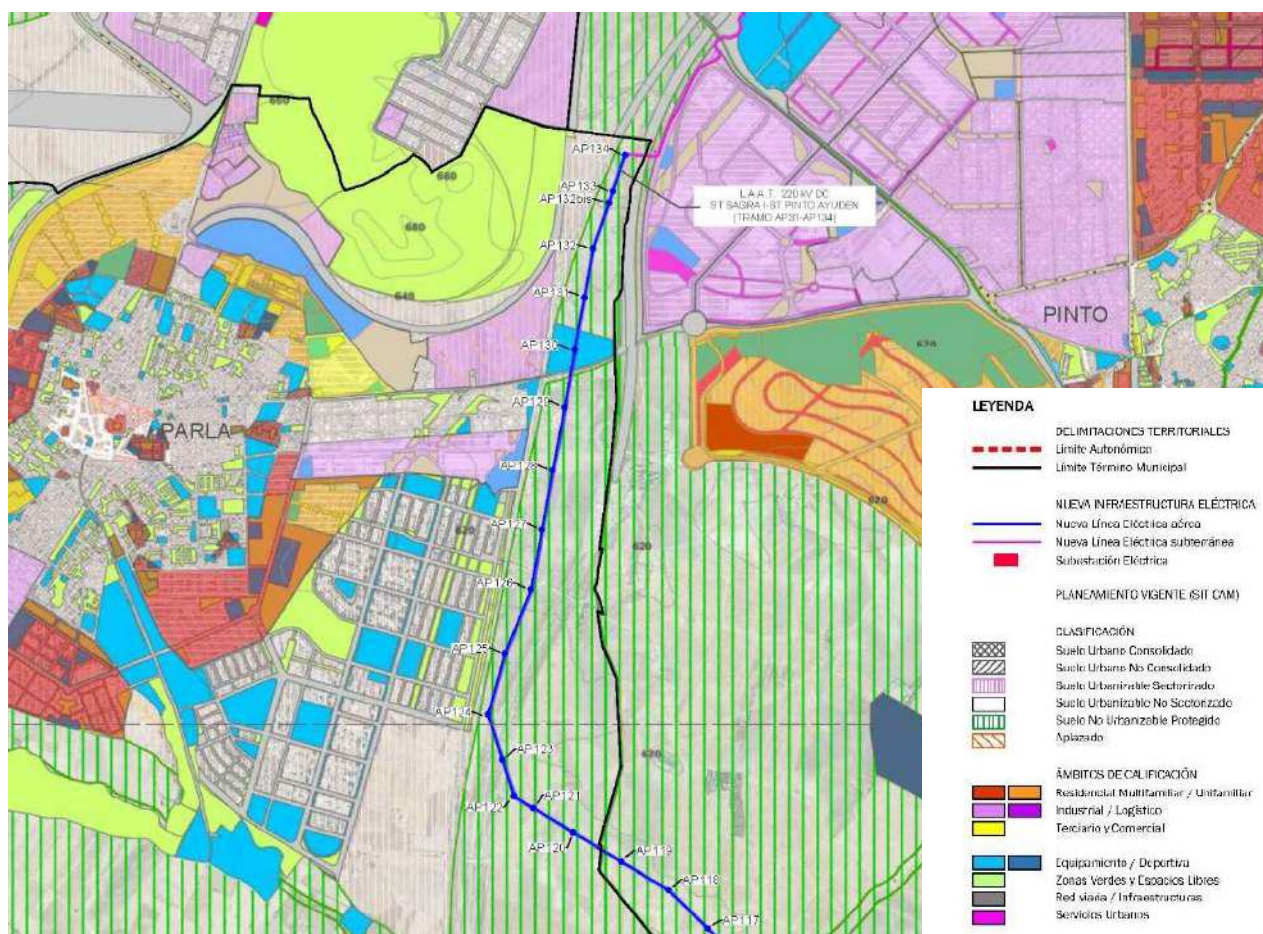 660
660
680
640
AP134
AP133
AP132bis
AP132
AP131
AP130
AP129
AP128
AP127
AP126
AP125
AP124
AP123
AP122
AP121
AP120
AP119
AP118
AP117
L.A.A.T. 220 kV DC
ST SAGRA I-ST PINTO AYUDEN
(TRAMO AP31-AP134)
PINTO
PARLA
620
620
620
620
LEYENDA
DELIMITACIONES TERRITORIALES
Límite Autonómico
Límite Término Municipal
NUEVA INFRAESTRUCTURA ELÉCTRICA
Nueva Línea Eléctrica aérea
Nueva Línea Eléctrica subterránea
Subestación Eléctrica
PLANEAMIENTO VIGENTE (SIT CAM)
CLASIFICACIÓN
Suelo Urbano Consolidado
Suelo Urbano No Consolidado
Suelo Urbanizable Sectorizado
Suelo Urbanizable No Sectorizado
Suelo No Urbanizable Protegido
Aplazado
ÁMBITOS DE CALIFICACIÓN
Residencial Multifamiliar / Unifamiliar
Industrial / Logístico
Terciario y Comercial
Equipamiento / Deportiva
Zonas Verdes y Espacios Libres
Red viaria / Infraestructuras
Servicios Urbanos